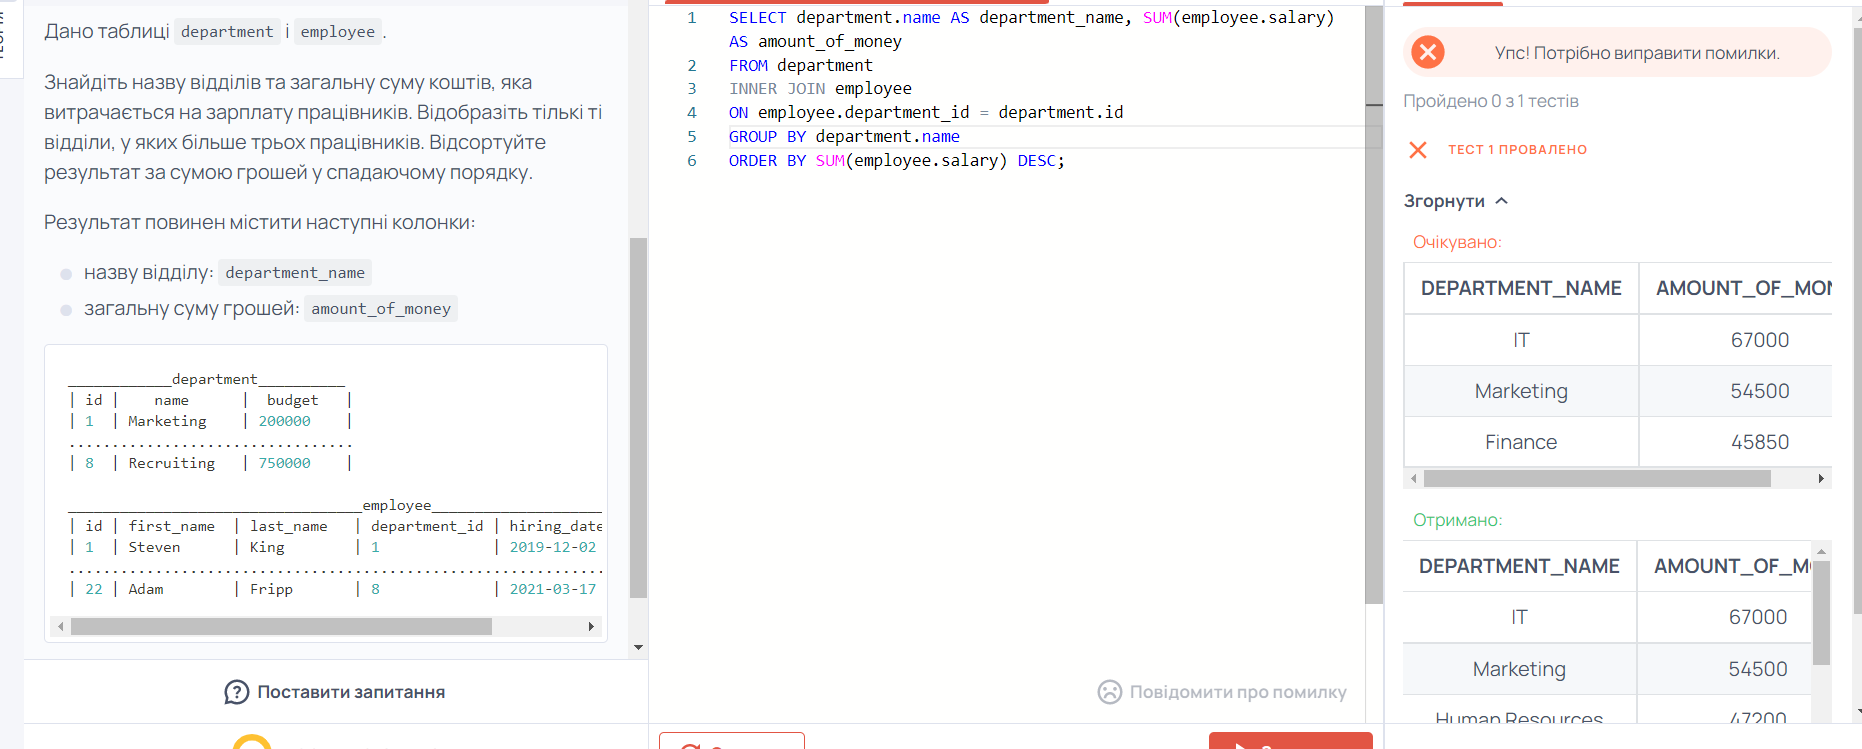 Дано таблиці department і employee.
Знайдіть назву відділів та загальну суму коштів, яка
витрачається на зарплату працівників. Відобразіть тільки ті
відділи, у яких більше трьох працівників. Відсортуйте
результат за сумою грошей у спадаючому порядку.
Результат повинен містити наступні колонки:
назву відділу: department_name
загальну суму грошей: amount_of_money
____________department__________
| id |    name      |  budget   |
| 1  | Marketing    | 200000    |
.................................
| 8  | Recruiting   | 750000    |
__________________________________employee____________________
| id | first_name  | last_name   | department_id | hiring_date
| 1  | Steven      | King        | 1             | 2019-12-02
..............................................................
| 22 | Adam        | Fripp       | 8             | 2021-03-17
Поставити запитання
1 SELECT department.name AS department_name, SUM(employee.salary)
AS amount_of_money
2 FROM department
3 INNER JOIN employee
4 ON employee.department_id = department.id
5 GROUP BY department.name
6 ORDER BY SUM(employee.salary) DESC;
Повідомити про помилку
Упс! Потрібно виправити помилки.
Пройдено 0 з 1 тестів
ТЕСТ 1 ПРОВАЛЕНО
Згорнути
Очікувано:
DEPARTMENT_NAME AMOUNT_OF_MON
IT 67000
Marketing 54500
Finance 45850
Отримано:
DEPARTMENT_NAME AMOUNT_OF_M
IT 67000
Marketing 54500
Human Resources 47200